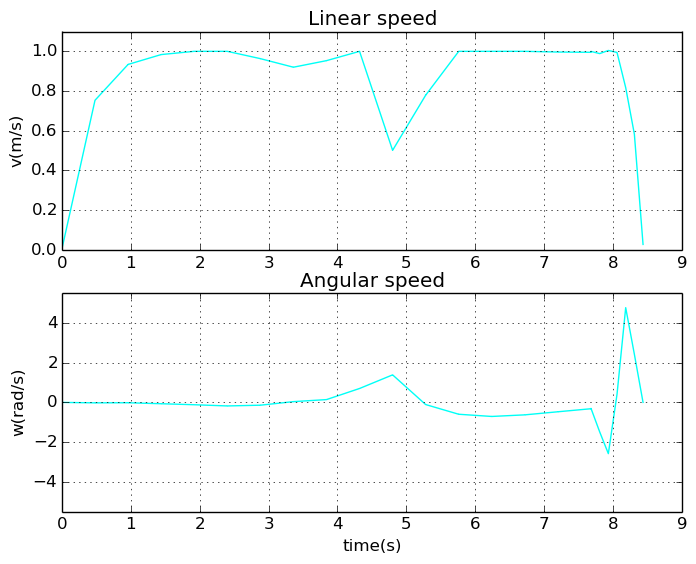 Linear speed
1.0
0.8
0.6
0.4
0.2
0.0
v(m/s)
0 1 2 3 4 5 6 7 8 9
Angular speed
4
2
0
−2
−4
w(rad/s)
0 1 2 3 4 5 6 7 8 9
time(s)